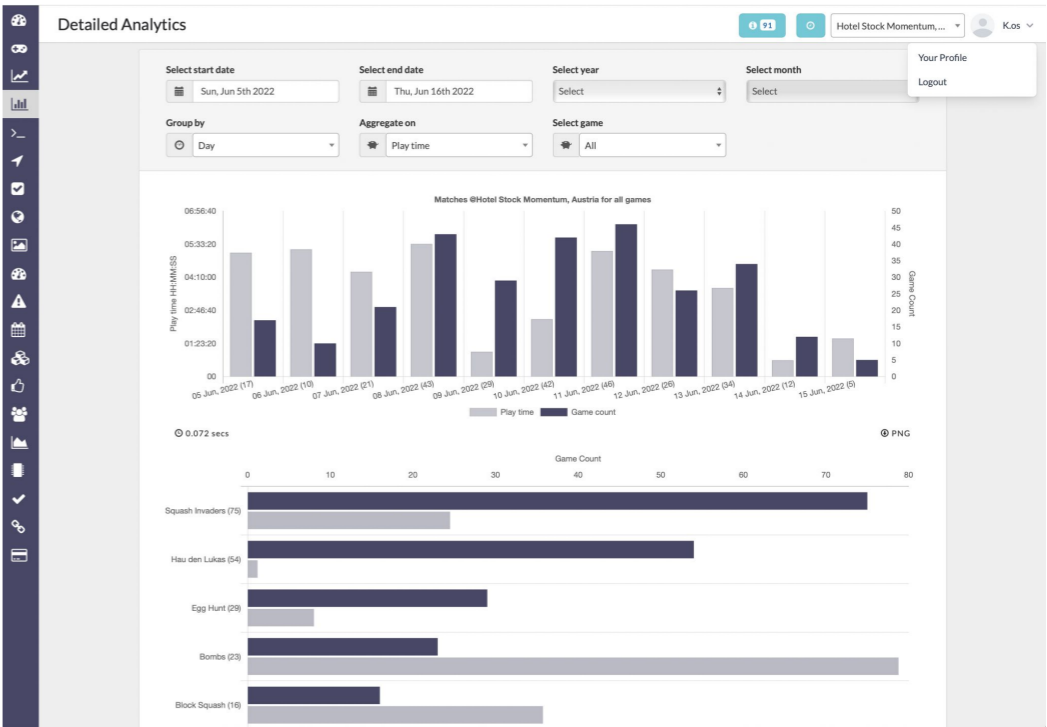 Detailed Analytics
91
Hotel Stock Momentum, ...
K.os
Your Profile
Logout
Select start date
Select end date
Select year
Select month
Sun, Jun 5th 2022
Thu, Jun 16th 2022
Select
Select
Group by
Aggregate on
Select game
Day
Play time
All
Matches @Hotel Stock Momentum, Austria for all games
06:56:40
05:33:20
04:10:00
02:46:40
01:23:20
00
Play time HH:MM:SS
50
45
40
35
30
25
20
15
10
5
0
Game Count
05 Jun, 2022 (17)
06 Jun, 2022 (10)
07 Jun, 2022 (21)
08 Jun, 2022 (43)
09 Jun, 2022 (29)
10 Jun, 2022 (42)
11 Jun, 2022 (46)
12 Jun, 2022 (26)
13 Jun, 2022 (34)
14 Jun, 2022 (12)
15 Jun, 2022 (5)
Play time
Game count
0.072 secs
PNG
Game Count
0 10 20 30 40 50 60 70 80
Squash Invaders (75)
Hau den Lukas (54)
Egg Hunt (29)
Bombs (23)
Block Squash (16)